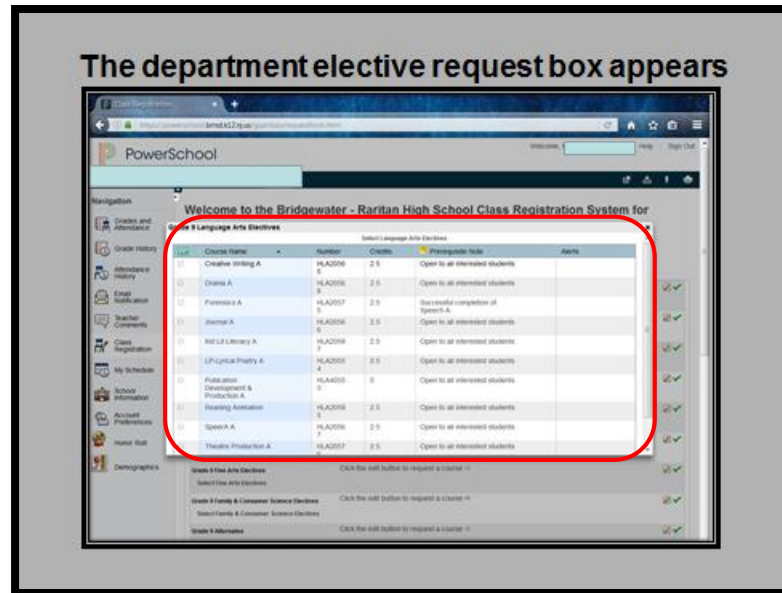 The department elective request box appears
Class Registration
PowerSchool
Welcome,
Help
Sign Out
Navigation
Grades and Attendance
Grade History
Attendance History
Email Notification
Teacher Comments
Class Registration
My Schedule
School Information
Account Preferences
Honor Roll
Demographics
Welcome to the Bridgewater - Raritan High School Class Registration System for
Grade 9 Language Arts Electives
Select Language Arts Electives
Course Name Number Credits Prerequisite Note Alerts
Creative Writing A 2.5 Open to all interested students
Drama A 2.5 Open to all interested students
Forensics A 2.5 Successful completion of Speech A
Journal A 2.5 Open to all interested students
Kid Lit Literacy A 2.5 Open to all interested students
LP-Lyrical Poetry A 2.5 Open to all interested students
Publication Development & Production A 5 Open to all interested students
Reading Animation 2.5 Open to all interested students
Speech A 2.5 Open to all interested students
Theatre Production A 2.5 Open to all interested students
Grade 9 Fine Arts Electives Click the edit button to request a course
Select Fine Arts Electives
Grade 9 Family & Consumer Science Electives Click the edit button to request a course
Select Family & Consumer Science Electives
Grade 9 Alternates Click the edit button to request a course